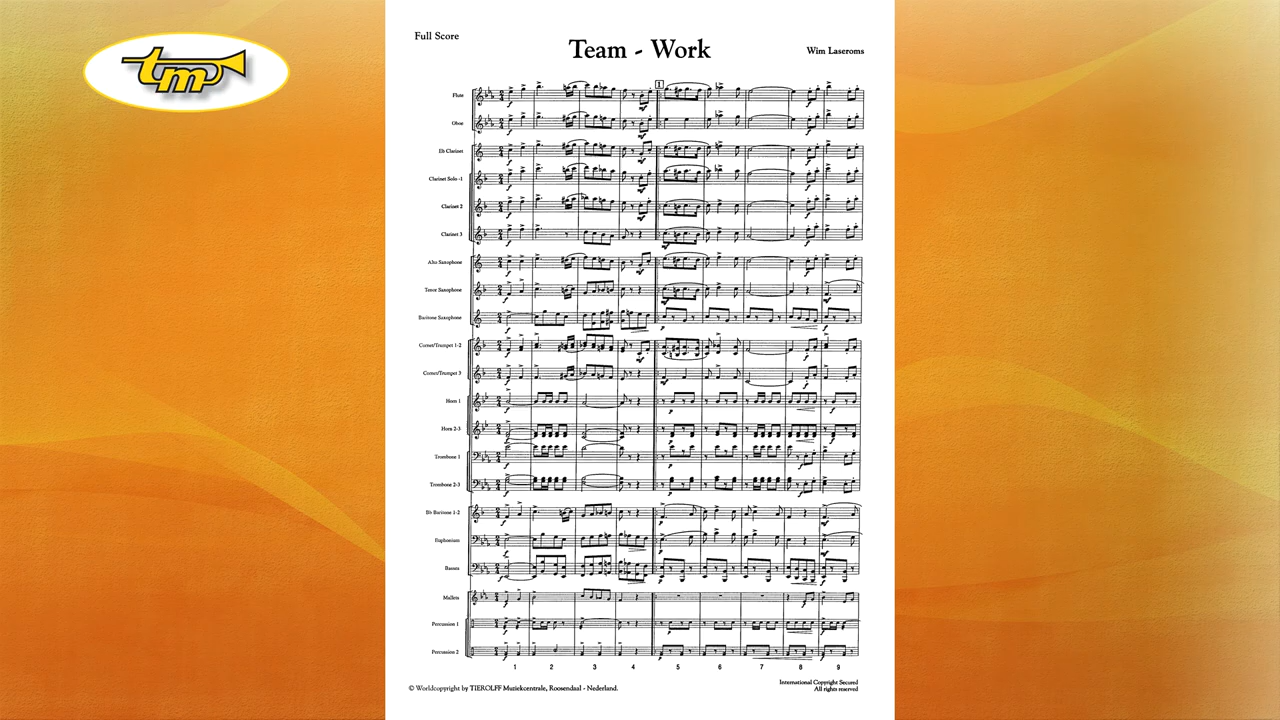 tm
Full Score
Team - Work
Wim Laseroms
1
Flute
Oboe
Eb Clarinet
Clarinet Solo -1
Clarinet 2
Clarinet 3
Alto Saxophone
Tenor Saxophone
Baritone Saxophone
Cornet/Trumpet 1-2
Cornet/Trumpet 3
Horn 1
Horn 2-3
Trombone 1
Trombone 2-3
Bb Baritone 1-2
Euphonium
Basses
Mallets
Percussion 1
Percussion 2
1 2 3 4 5 6 7 8 9
© Worldcopyright by TIEROLFF Muziekcentrale, Roosendaal - Nederland.
International Copyright Secured
All rights reserved